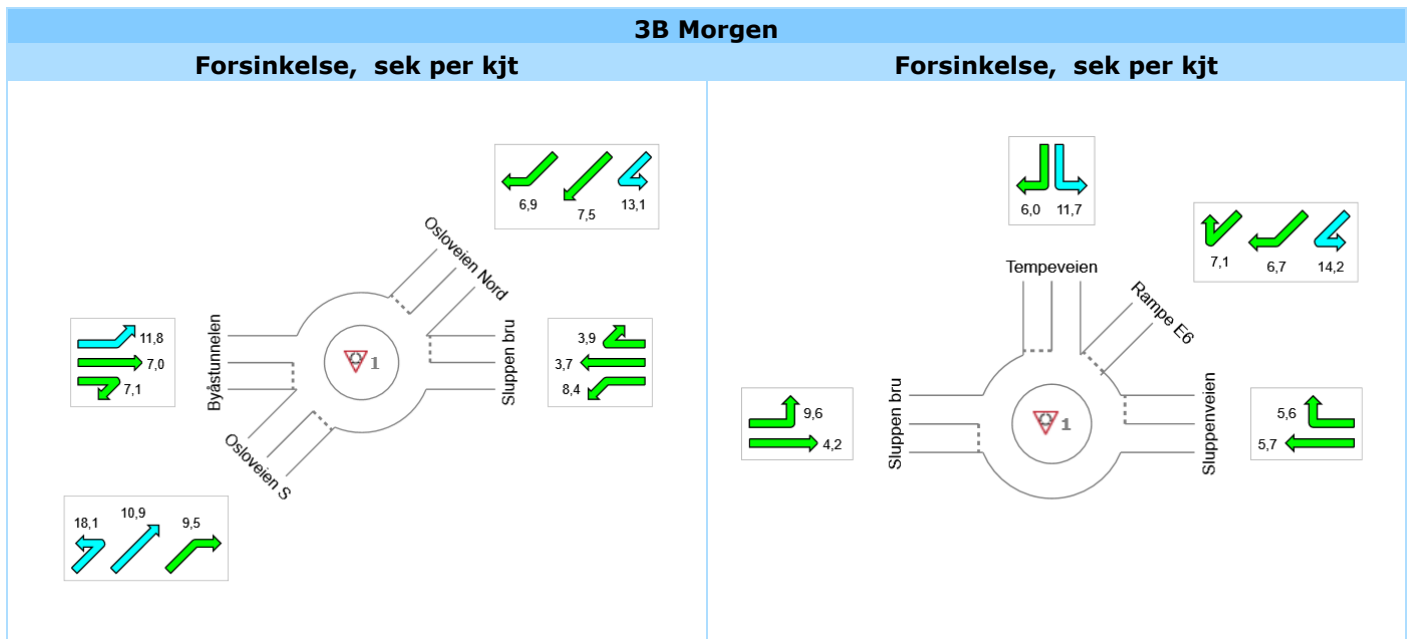 3B Morgen
Forsinkelse, sek per kjt
Forsinkelse, sek per kjt
6,9
7,5
13,1
Osloveien Nord
11,8
7,0
7,1
Byåstunnelen
1
Sluppen bru
3,9
3,7
8,4
Osloveien S
18,1
10,9
9,5
6,0
11,7
Tempeveien
7,1
6,7
14,2
Rampe E6
9,6
4,2
Sluppen bru
1
Sluppenveien
5,6
5,7